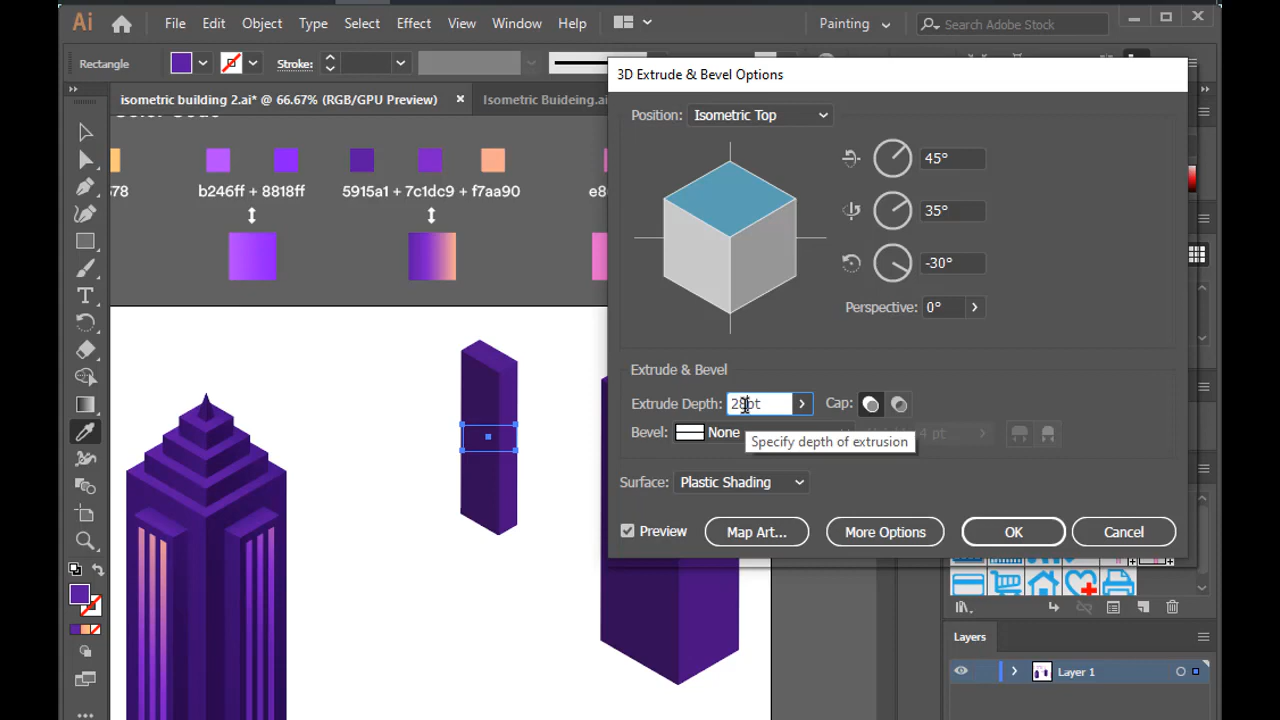 Ai File Edit Object Type Select Effect View Window Help Painting Search Adobe Stock
Rectangle Stroke:
isometric building 2.ai* @ 66.67% (RGB/GPU Preview) × Isometric Buideing.ai
3D Extrude & Bevel Options
Position: Isometric Top
45°
35°
-30°
Perspective: 0°
b246ff + 8818ff 5915a1 + 7c1dc9 + f7aa90
Extrude & Bevel
Extrude Depth: Cap:
Bevel: None
Specify depth of extrusion
Surface: Plastic Shading
Preview Map Art... More Options OK Cancel
Layers
Layer 1